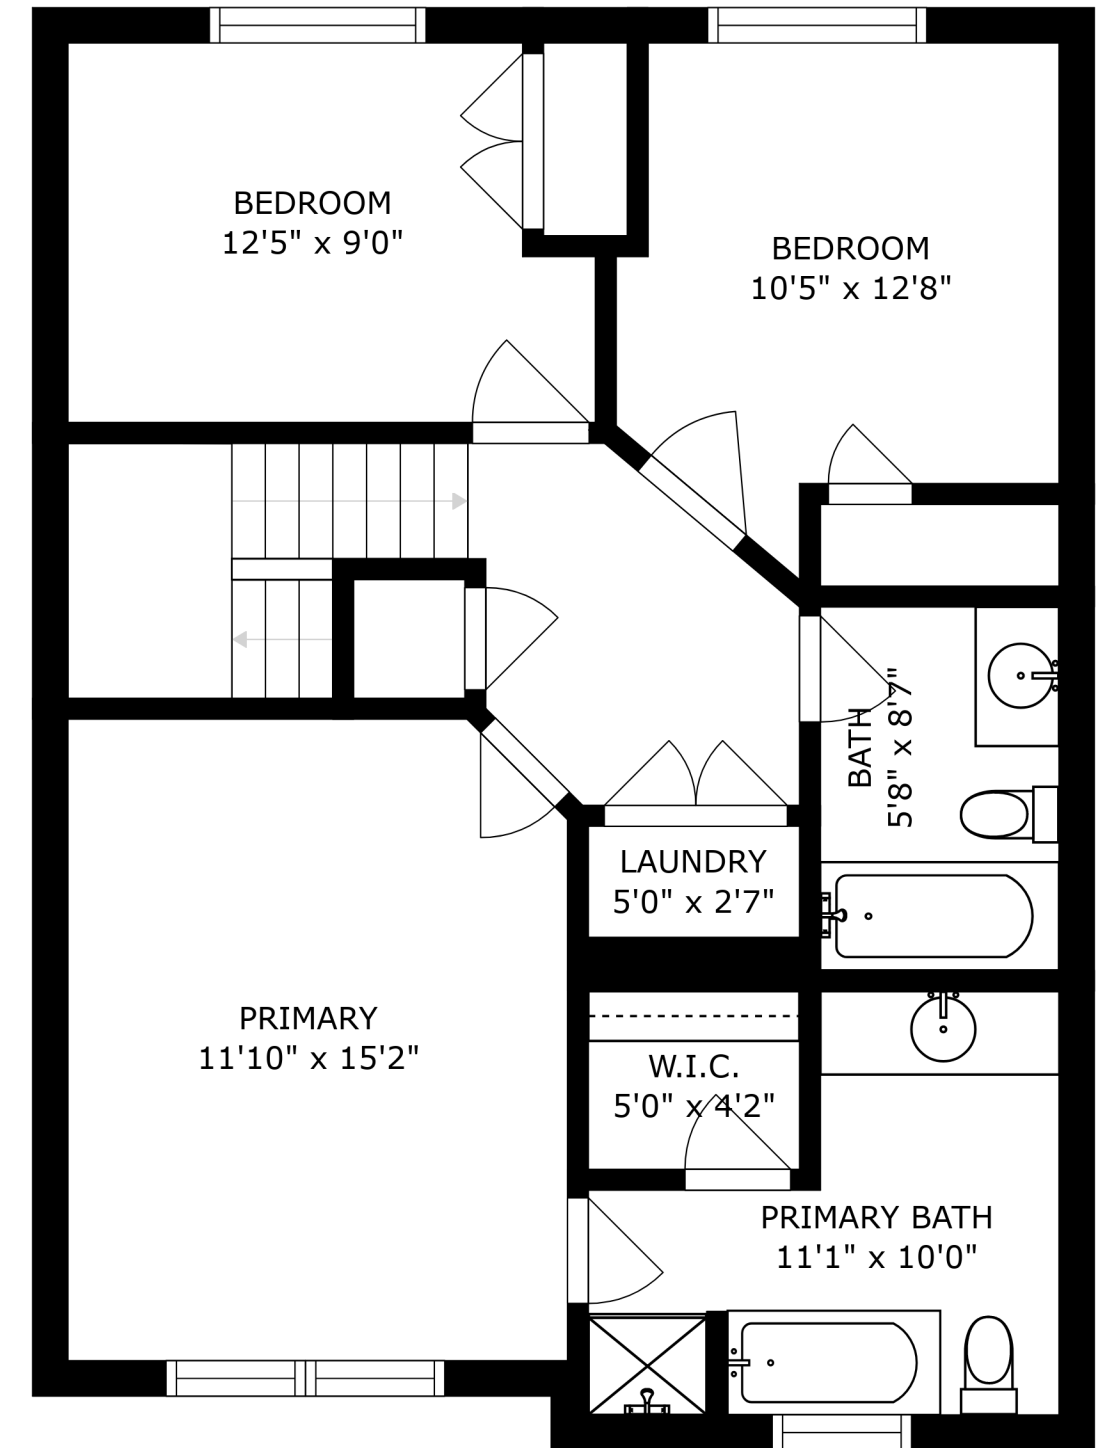 BEDROOM
12'5" x 9'0"
BEDROOM
10'5" x 12'8"
BATH
5'8" x 8'7"
LAUNDRY
5'0" x 2'7"
PRIMARY
11'10" x 15'2"
W.I.C.
5'0" x 4'2"
PRIMARY BATH
11'1" x 10'0"